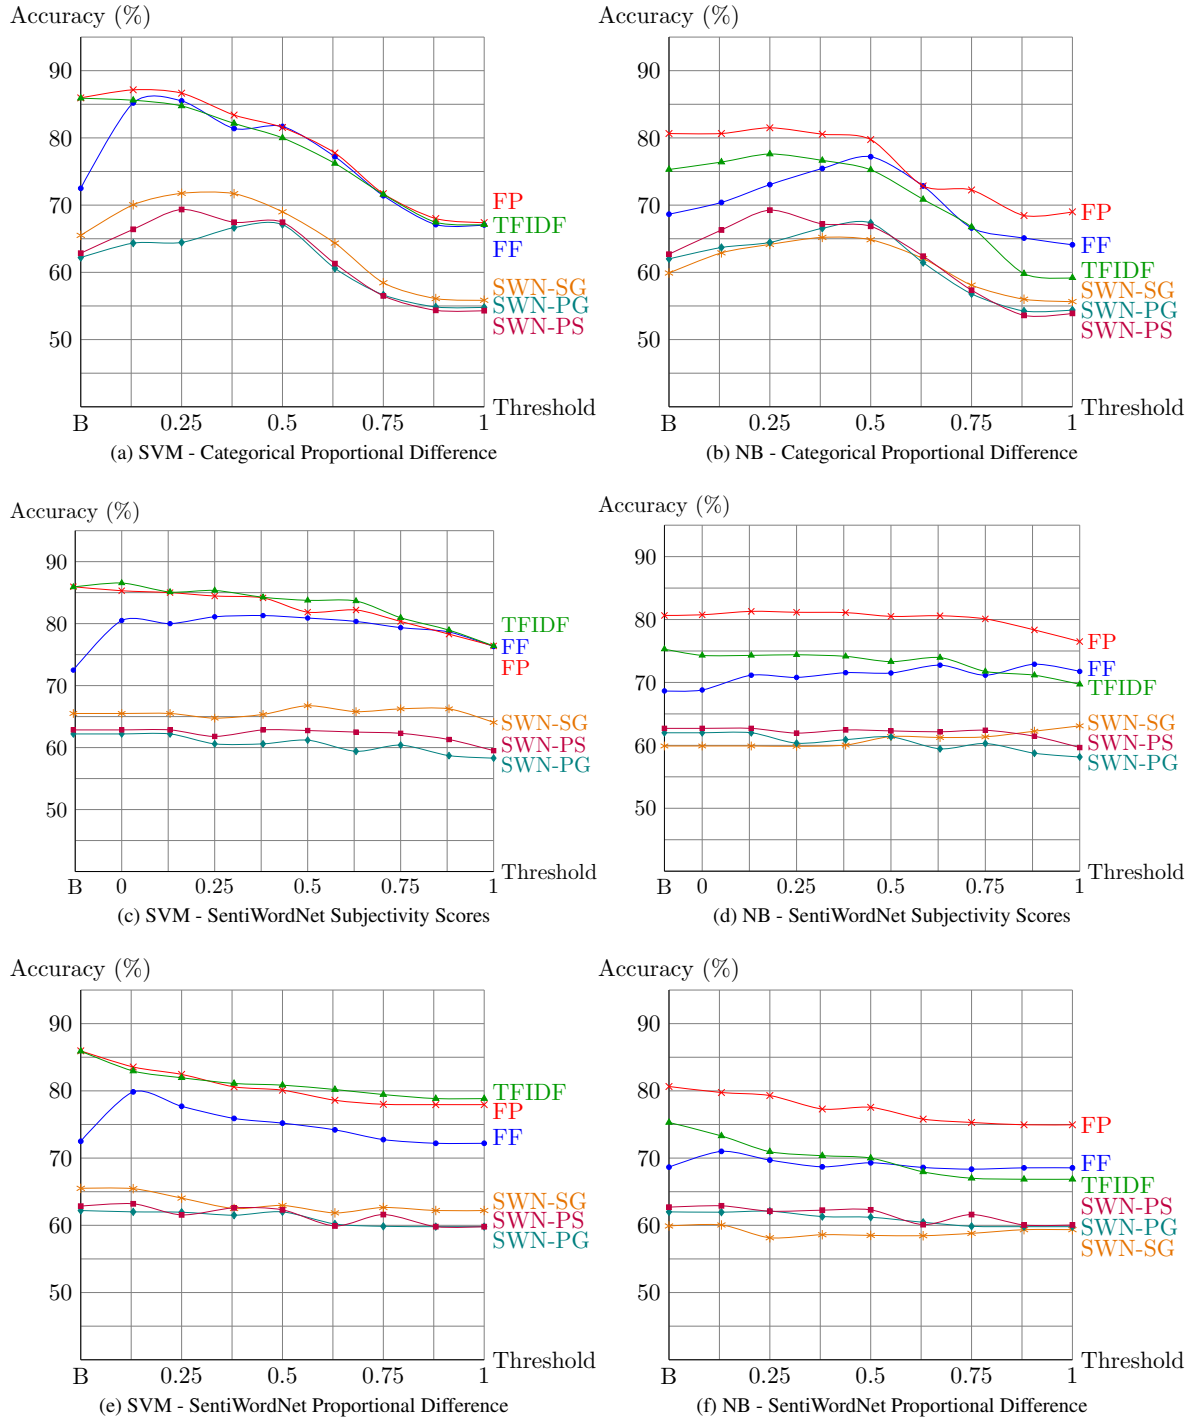 Accuracy (%)
90
80
70
60
50
FP
TFIDF
FF
SWN-SG
SWN-PG
SWN-PS
Threshold
B 0.25 0.5 0.75 1
(a) SVM - Categorical Proportional Difference
Accuracy (%)
90
80
70
60
50
FP
FF
TFIDF
SWN-SG
SWN-PG
SWN-PS
Threshold
B 0.25 0.5 0.75 1
(b) NB - Categorical Proportional Difference
Accuracy (%)
90
80
70
60
50
TFIDF
FF
FP
SWN-SG
SWN-PS
SWN-PG
Threshold
B 0 0.25 0.5 0.75 1
(c) SVM - SentiWordNet Subjectivity Scores
Accuracy (%)
90
80
70
60
50
FP
FF
TFIDF
SWN-SG
SWN-PS
SWN-PG
Threshold
B 0 0.25 0.5 0.75 1
(d) NB - SentiWordNet Subjectivity Scores
Accuracy (%)
90
80
70
60
50
TFIDF
FP
FF
SWN-SG
SWN-PS
SWN-PG
Threshold
B 0.25 0.5 0.75 1
(e) SVM - SentiWordNet Proportional Difference
Accuracy (%)
90
80
70
60
50
FP
FF
TFIDF
SWN-PS
SWN-PG
SWN-SG
Threshold
B 0.25 0.5 0.75 1
(f) NB - SentiWordNet Proportional Difference